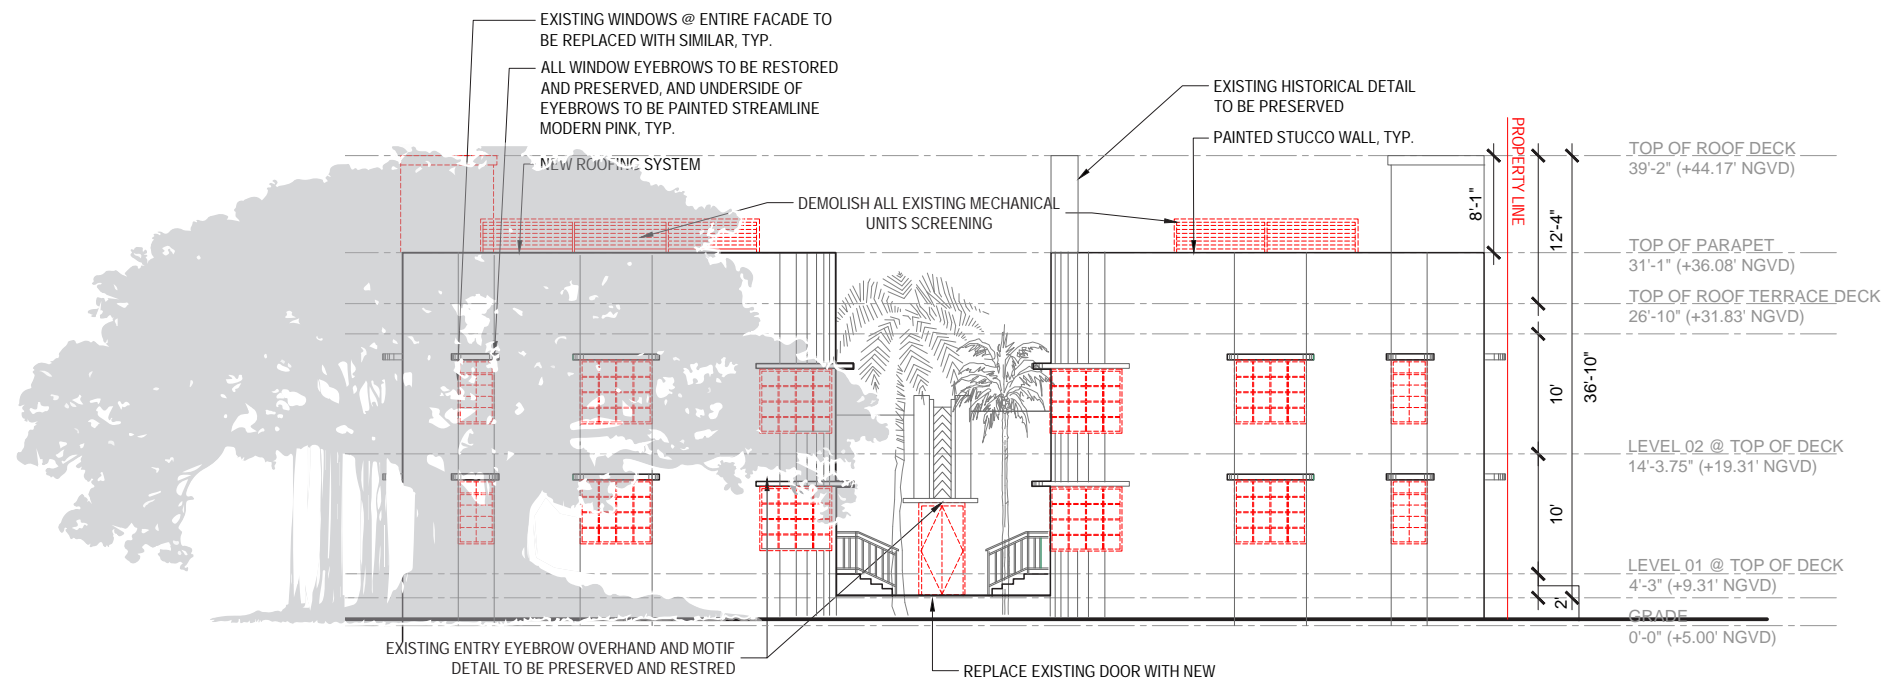 EXISTING WINDOWS @ ENTIRE FACADE TO
BE REPLACED WITH SIMILAR, TYP.
ALL WINDOW EYEBROWS TO BE RESTORED
AND PRESERVED, AND UNDERSIDE OF
EYEBROWS TO BE PAINTED STREAMLINE
MODERN PINK, TYP.
NEW ROOFING SYSTEM
DEMOLISH ALL EXISTING MECHANICAL
UNITS SCREENING
EXISTING HISTORICAL DETAIL
TO BE PRESERVED
PAINTED STUCCO WALL, TYP.
PROPERTY LINE
8'-1"
12'-4"
36'-10"
10'
10'
2'
TOP OF ROOF DECK
39'-2" (+44.17' NGVD)
TOP OF PARAPET
31'-1" (+36.08' NGVD)
TOP OF ROOF TERRACE DECK
26'-10" (+31.83' NGVD)
LEVEL 02 @ TOP OF DECK
14'-3.75" (+19.31' NGVD)
LEVEL 01 @ TOP OF DECK
4'-3" (+9.31' NGVD)
GRADE
0'-0" (+5.00' NGVD)
EXISTING ENTRY EYEBROW OVERHAND AND MOTIF
DETAIL TO BE PRESERVED AND RESTRED
REPLACE EXISTING DOOR WITH NEW